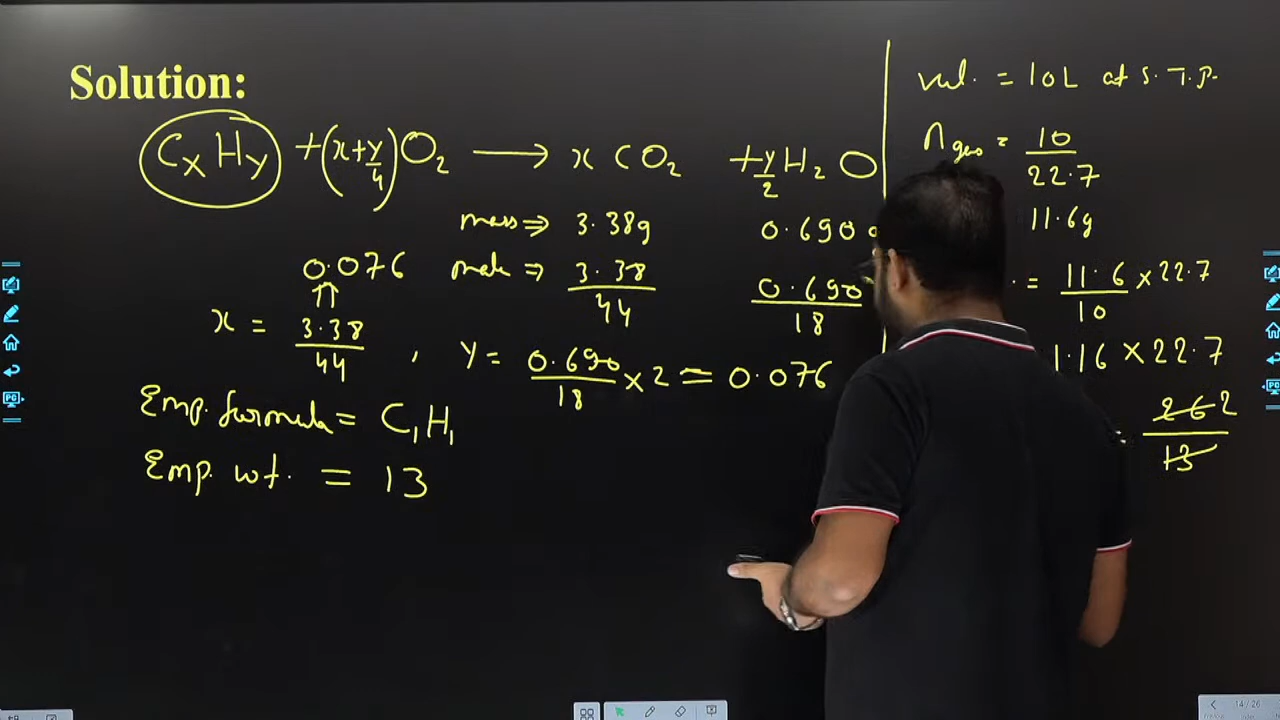 Solution:
CxHy + (x+y/4)O2 → x CO2 + y/2 H2O
mass ⇒ 3.38g 0.690
0.076 mole ⇒ 3.38/44 0.690/18
x = 3.38/44 , y = 0.690/18 × 2 = 0.076
Emp. formula = C1H1
Emp. wt. = 13
vol. = 10L at S.T.P.
ngas = 10/22.7
11.6g
= 11.6/10 × 22.7
1.16 × 22.7
26/13 2
14 / 26